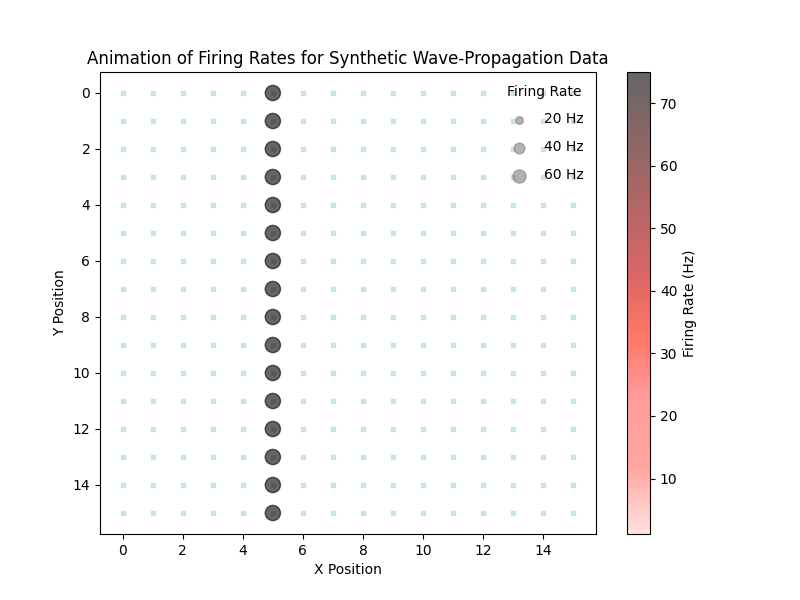 Animation of Firing Rates for Synthetic Wave-Propagation Data
Firing Rate
20 Hz
40 Hz
60 Hz
0
2
4
6
8
10
12
14
Y Position
0 2 4 6 8 10 12 14
X Position
70
60
50
40
30
20
10
Firing Rate (Hz)